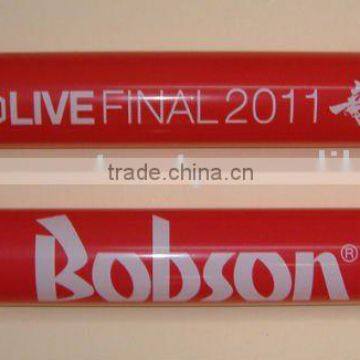 LIVE FINAL 2011
trade.china.cn
Bobson®